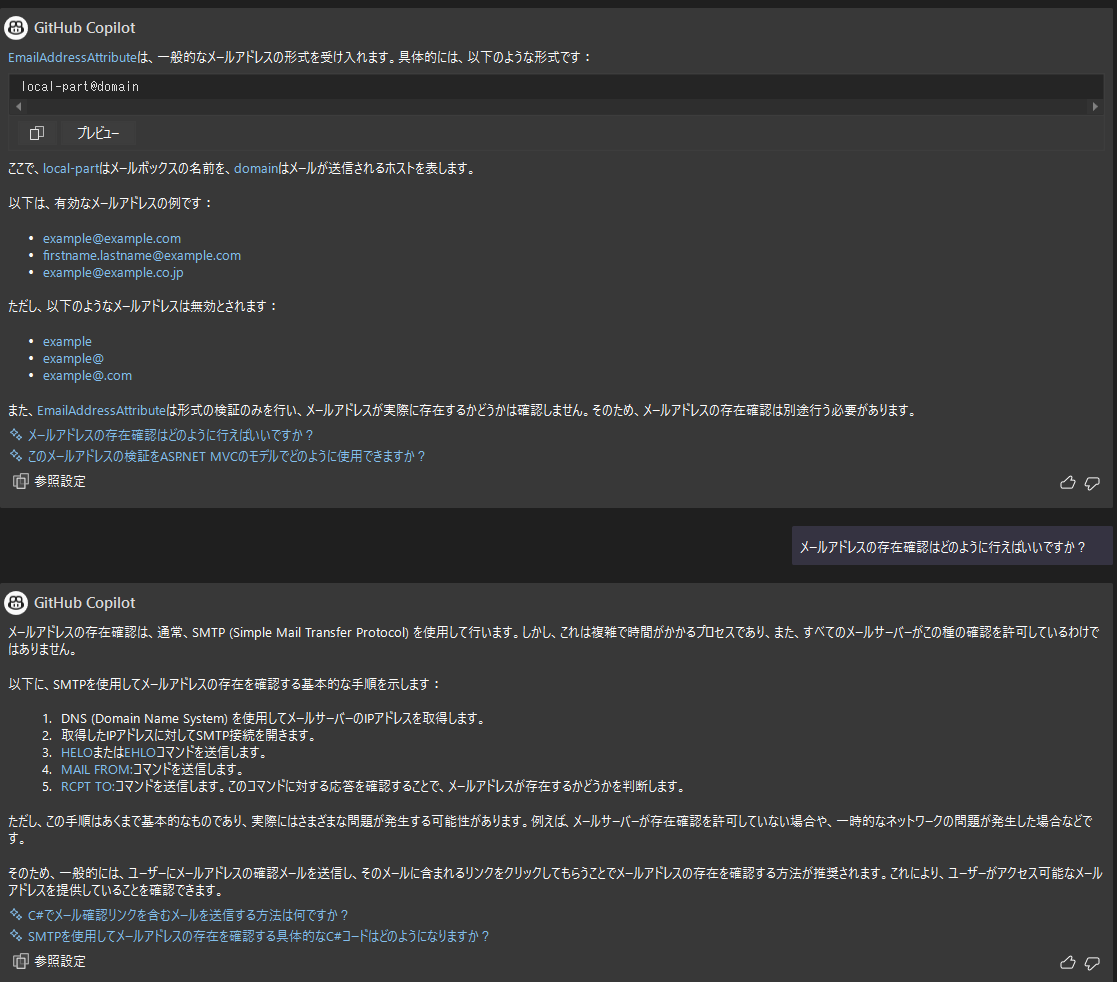 GitHub Copilot
EmailAddressAttributeは、一般的なメールアドレスの形式を受け入れます。具体的には、以下のような形式です：
local-part@domain
プレビュー
ここで、local-partはメールボックスの名前を、domainはメールが送信されるホストを表します。
以下は、有効なメールアドレスの例です：
• example@example.com
• firstname.lastname@example.com
• example@example.co.jp
ただし、以下のようなメールアドレスは無効とされます：
• example
• example@
• example@.com
また、EmailAddressAttributeは形式の検証のみを行い、メールアドレスが実際に存在するかどうかは確認しません。そのため、メールアドレスの存在確認は別途行う必要があります。
メールアドレスの存在確認はどのように行えばいいですか？
このメールアドレスの検証をASP.NET MVCのモデルでどのように使用できますか？
参照設定
メールアドレスの存在確認はどのように行えばいいですか？
GitHub Copilot
メールアドレスの存在確認は、通常、SMTP (Simple Mail Transfer Protocol) を使用して行います。しかし、これは複雑で時間がかかるプロセスであり、また、すべてのメールサーバーがこの種の確認を許可しているわけで
はありません。
以下に、SMTPを使用してメールアドレスの存在を確認する基本的な手順を示します：
1. DNS (Domain Name System) を使用してメールサーバーのIPアドレスを取得します。
2. 取得したIPアドレスに対してSMTP接続を開きます。
3. HELOまたはEHLOコマンドを送信します。
4. MAIL FROM:コマンドを送信します。
5. RCPT TO:コマンドを送信します。このコマンドに対する応答を確認することで、メールアドレスが存在するかどうかを判断します。
ただし、この手順はあくまで基本的なものであり、実際にはさまざまな問題が発生する可能性があります。例えば、メールサーバーが存在確認を許可していない場合や、一時的なネットワークの問題が発生した場合などで
す。
そのため、一般的には、ユーザーにメールアドレスの確認メールを送信し、そのメールに含まれるリンクをクリックしてもらうことでメールアドレスの存在を確認する方法が推奨されます。これにより、ユーザーがアクセス可能なメール
アドレスを提供していることを確認できます。
C#でメール確認リンクを含むメールを送信する方法は何ですか？
SMTPを使用してメールアドレスの存在を確認する具体的なC#コードはどのようになりますか？
参照設定